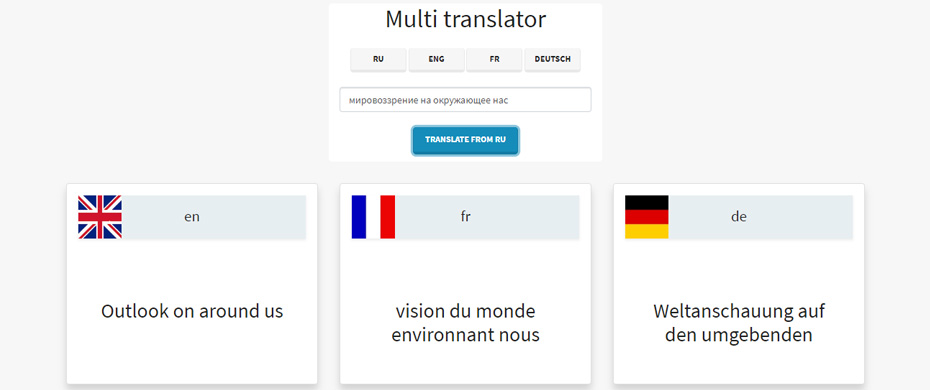 Multi translator
RU ENG FR DEUTSCH
мировоззрение на окружающее нас
TRANSLATE FROM RU
en
Outlook on around us
fr
vision du monde
environnant nous
de
Weltanschauung auf
den umgebenden